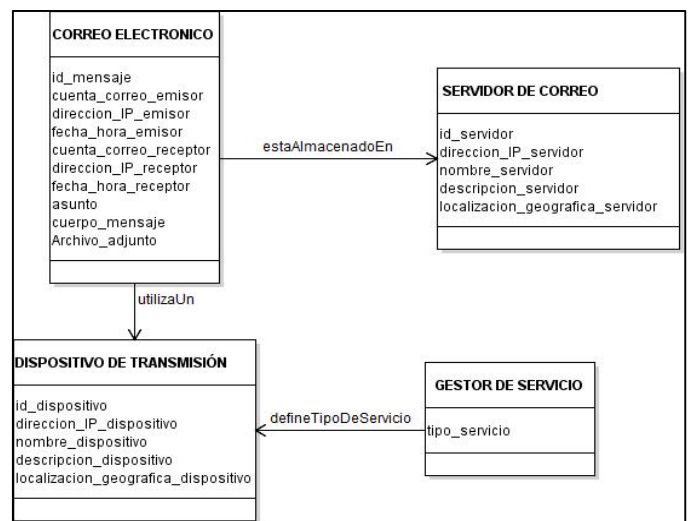 CORREO ELECTRONICO
id_mensaje
cuenta_correo_emisor
direccion_IP_emisor
fecha_hora_emisor
cuenta_correo_receptor
direccion_IP_receptor
fecha_hora_receptor
asunto
cuerpo_mensaje
Archivo_adjunto
estaAlmacenadoEn
SERVIDOR DE CORREO
id_servidor
direccion_IP_servidor
nombre_servidor
descripcion_servidor
localizacion_geografica_servidor
utilizaUn
DISPOSITIVO DE TRANSMISIÓN
id_dispositivo
direccion_IP_dispositivo
nombre_dispositivo
descripcion_dispositivo
localizacion_geografica_dispositivo
defineTipoDeServicio
GESTOR DE SERVICIO
tipo_servicio